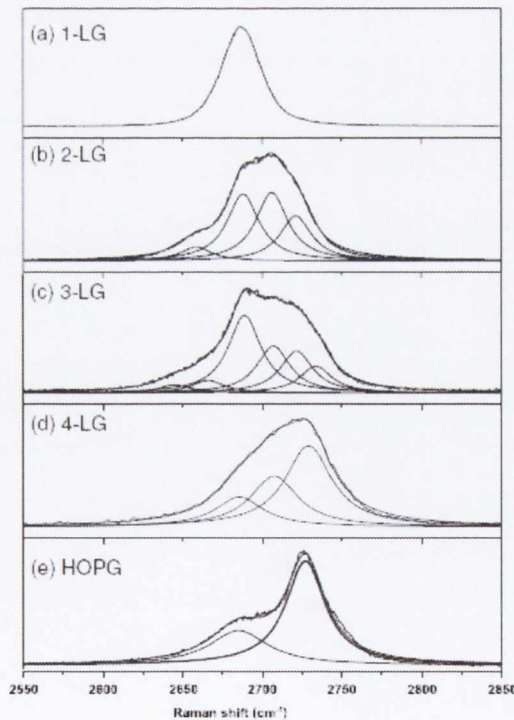 (a) 1-LG
(b) 2-LG
(c) 3-LG
(d) 4-LG
(e) HOPG
2550 2600 2650 2700 2750 2800 2850
Raman shift (cm⁻¹)